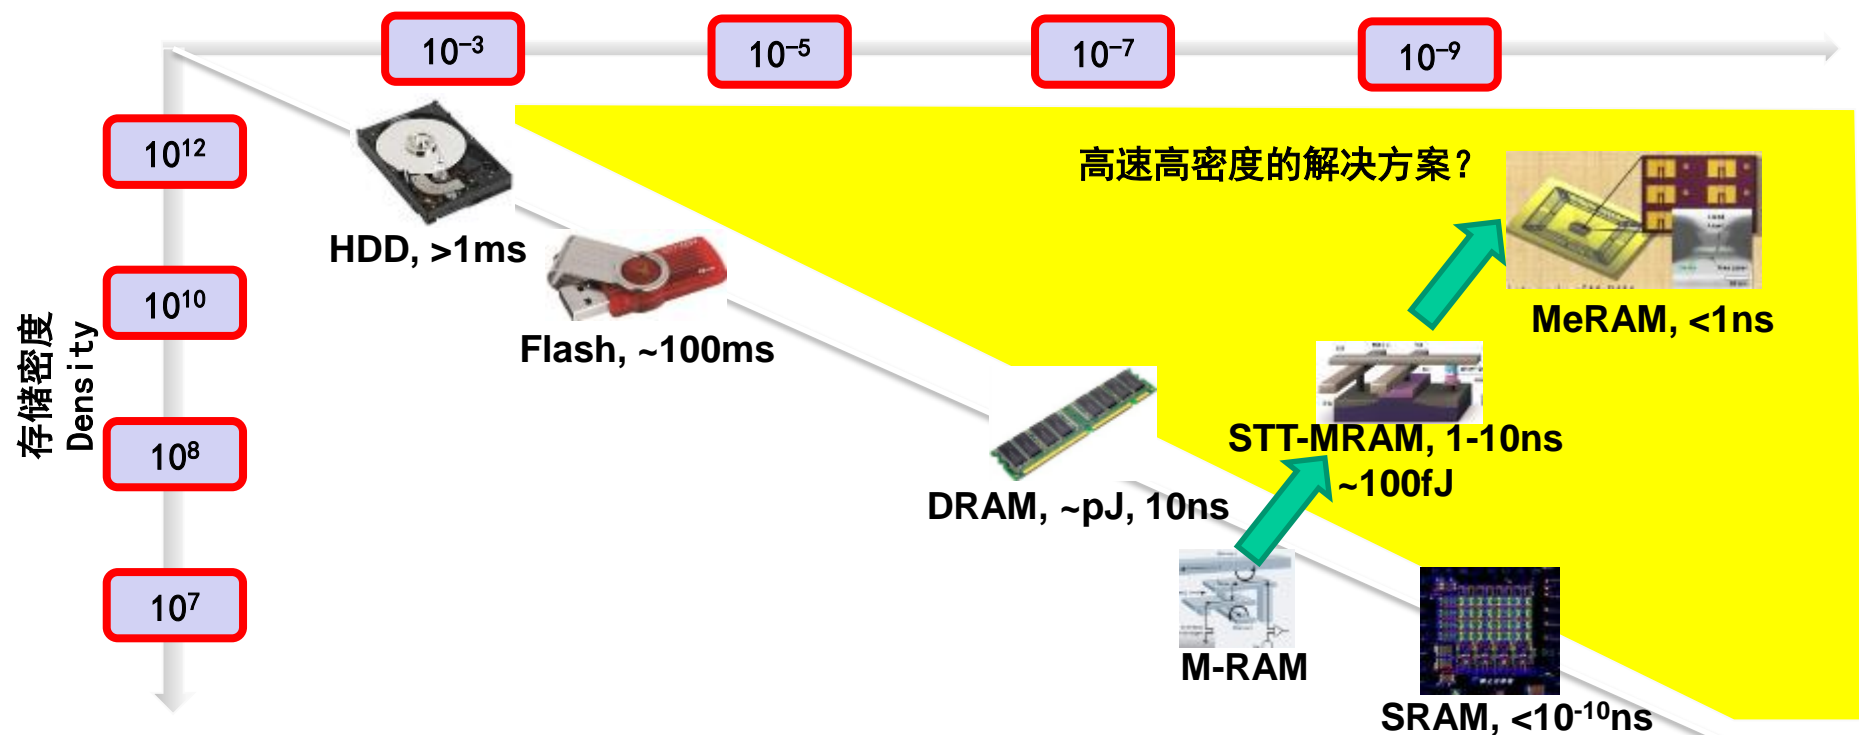 10⁻³
10⁻⁵
10⁻⁷
10⁻⁹
10¹²
高速高密度的解决方案?
HDD, >1ms
10¹⁰
MeRAM, <1ns
Flash, ~100ms
存储密度
Density
10⁸
STT-MRAM, 1-10ns
~100fJ
DRAM, ~pJ, 10ns
10⁷
M-RAM
SRAM, <10⁻¹⁰ns